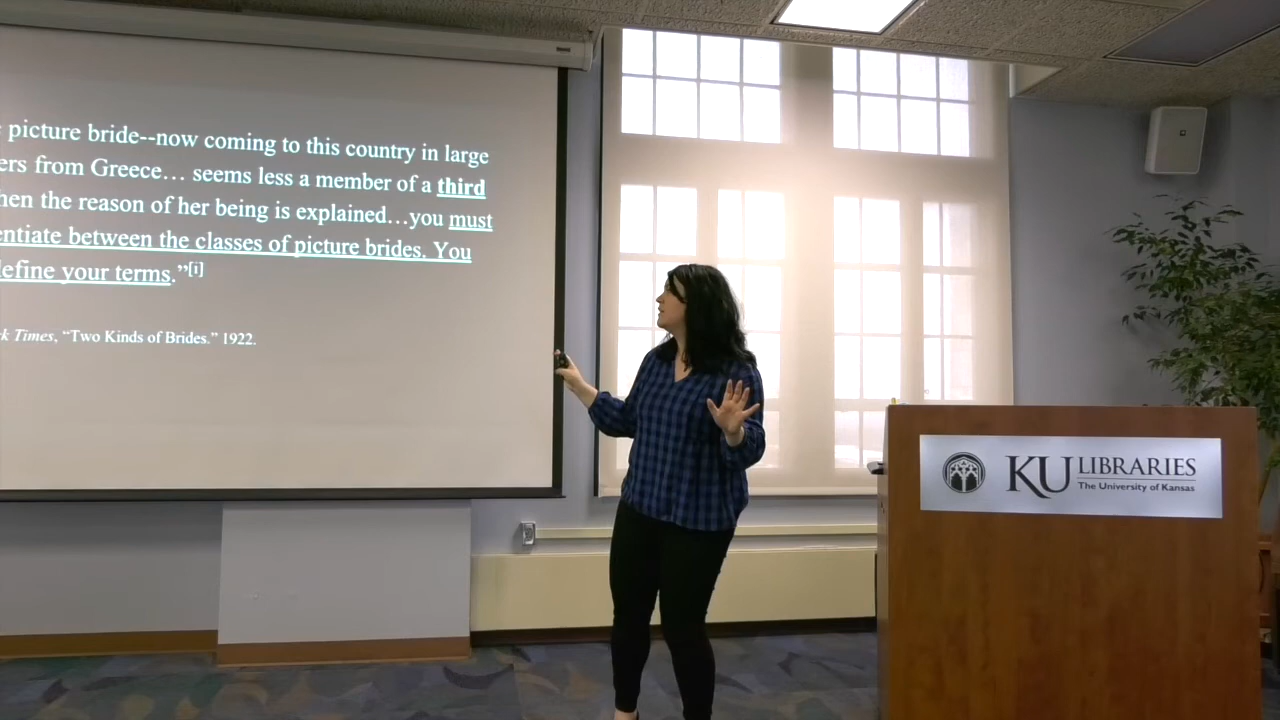 picture bride--now coming to this country in large
ers from Greece… seems less a member of a third
hen the reason of her being is explained…you must
entiate between the classes of picture brides. You
define your terms.”[i]
k Times, “Two Kinds of Brides.” 1922.
KU LIBRARIES
The University of Kansas